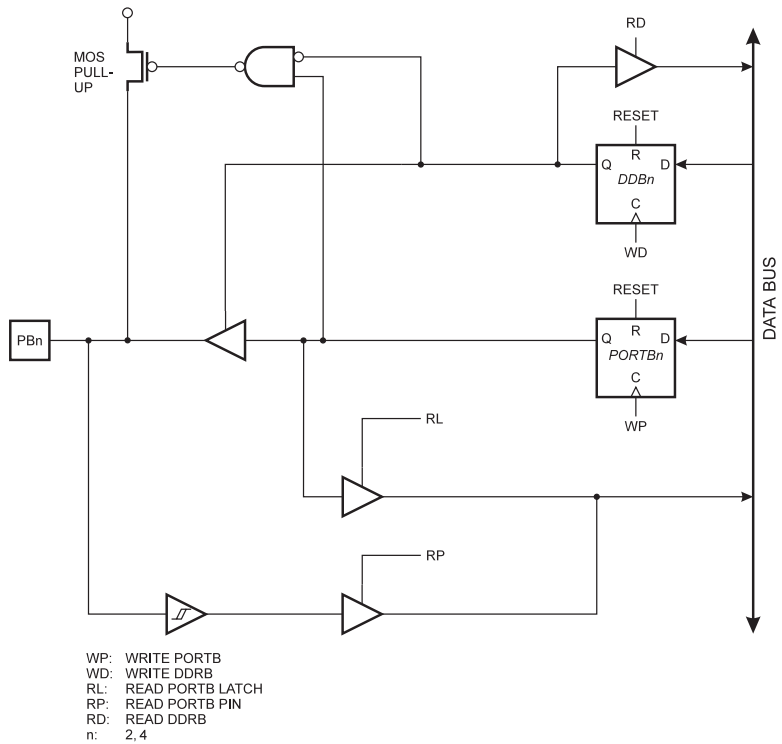 RD
MOS
PULL-
UP
RESET
R
Q
D
DDBn
C
WD
DATA BUS
RESET
R
PBn
Q
D
PORTBn
C
WP
RL
RP
WP: WRITE PORTB
WD: WRITE DDRB
RL: READ PORTB LATCH
RP: READ PORTB PIN
RD: READ DDRB
n: 2, 4